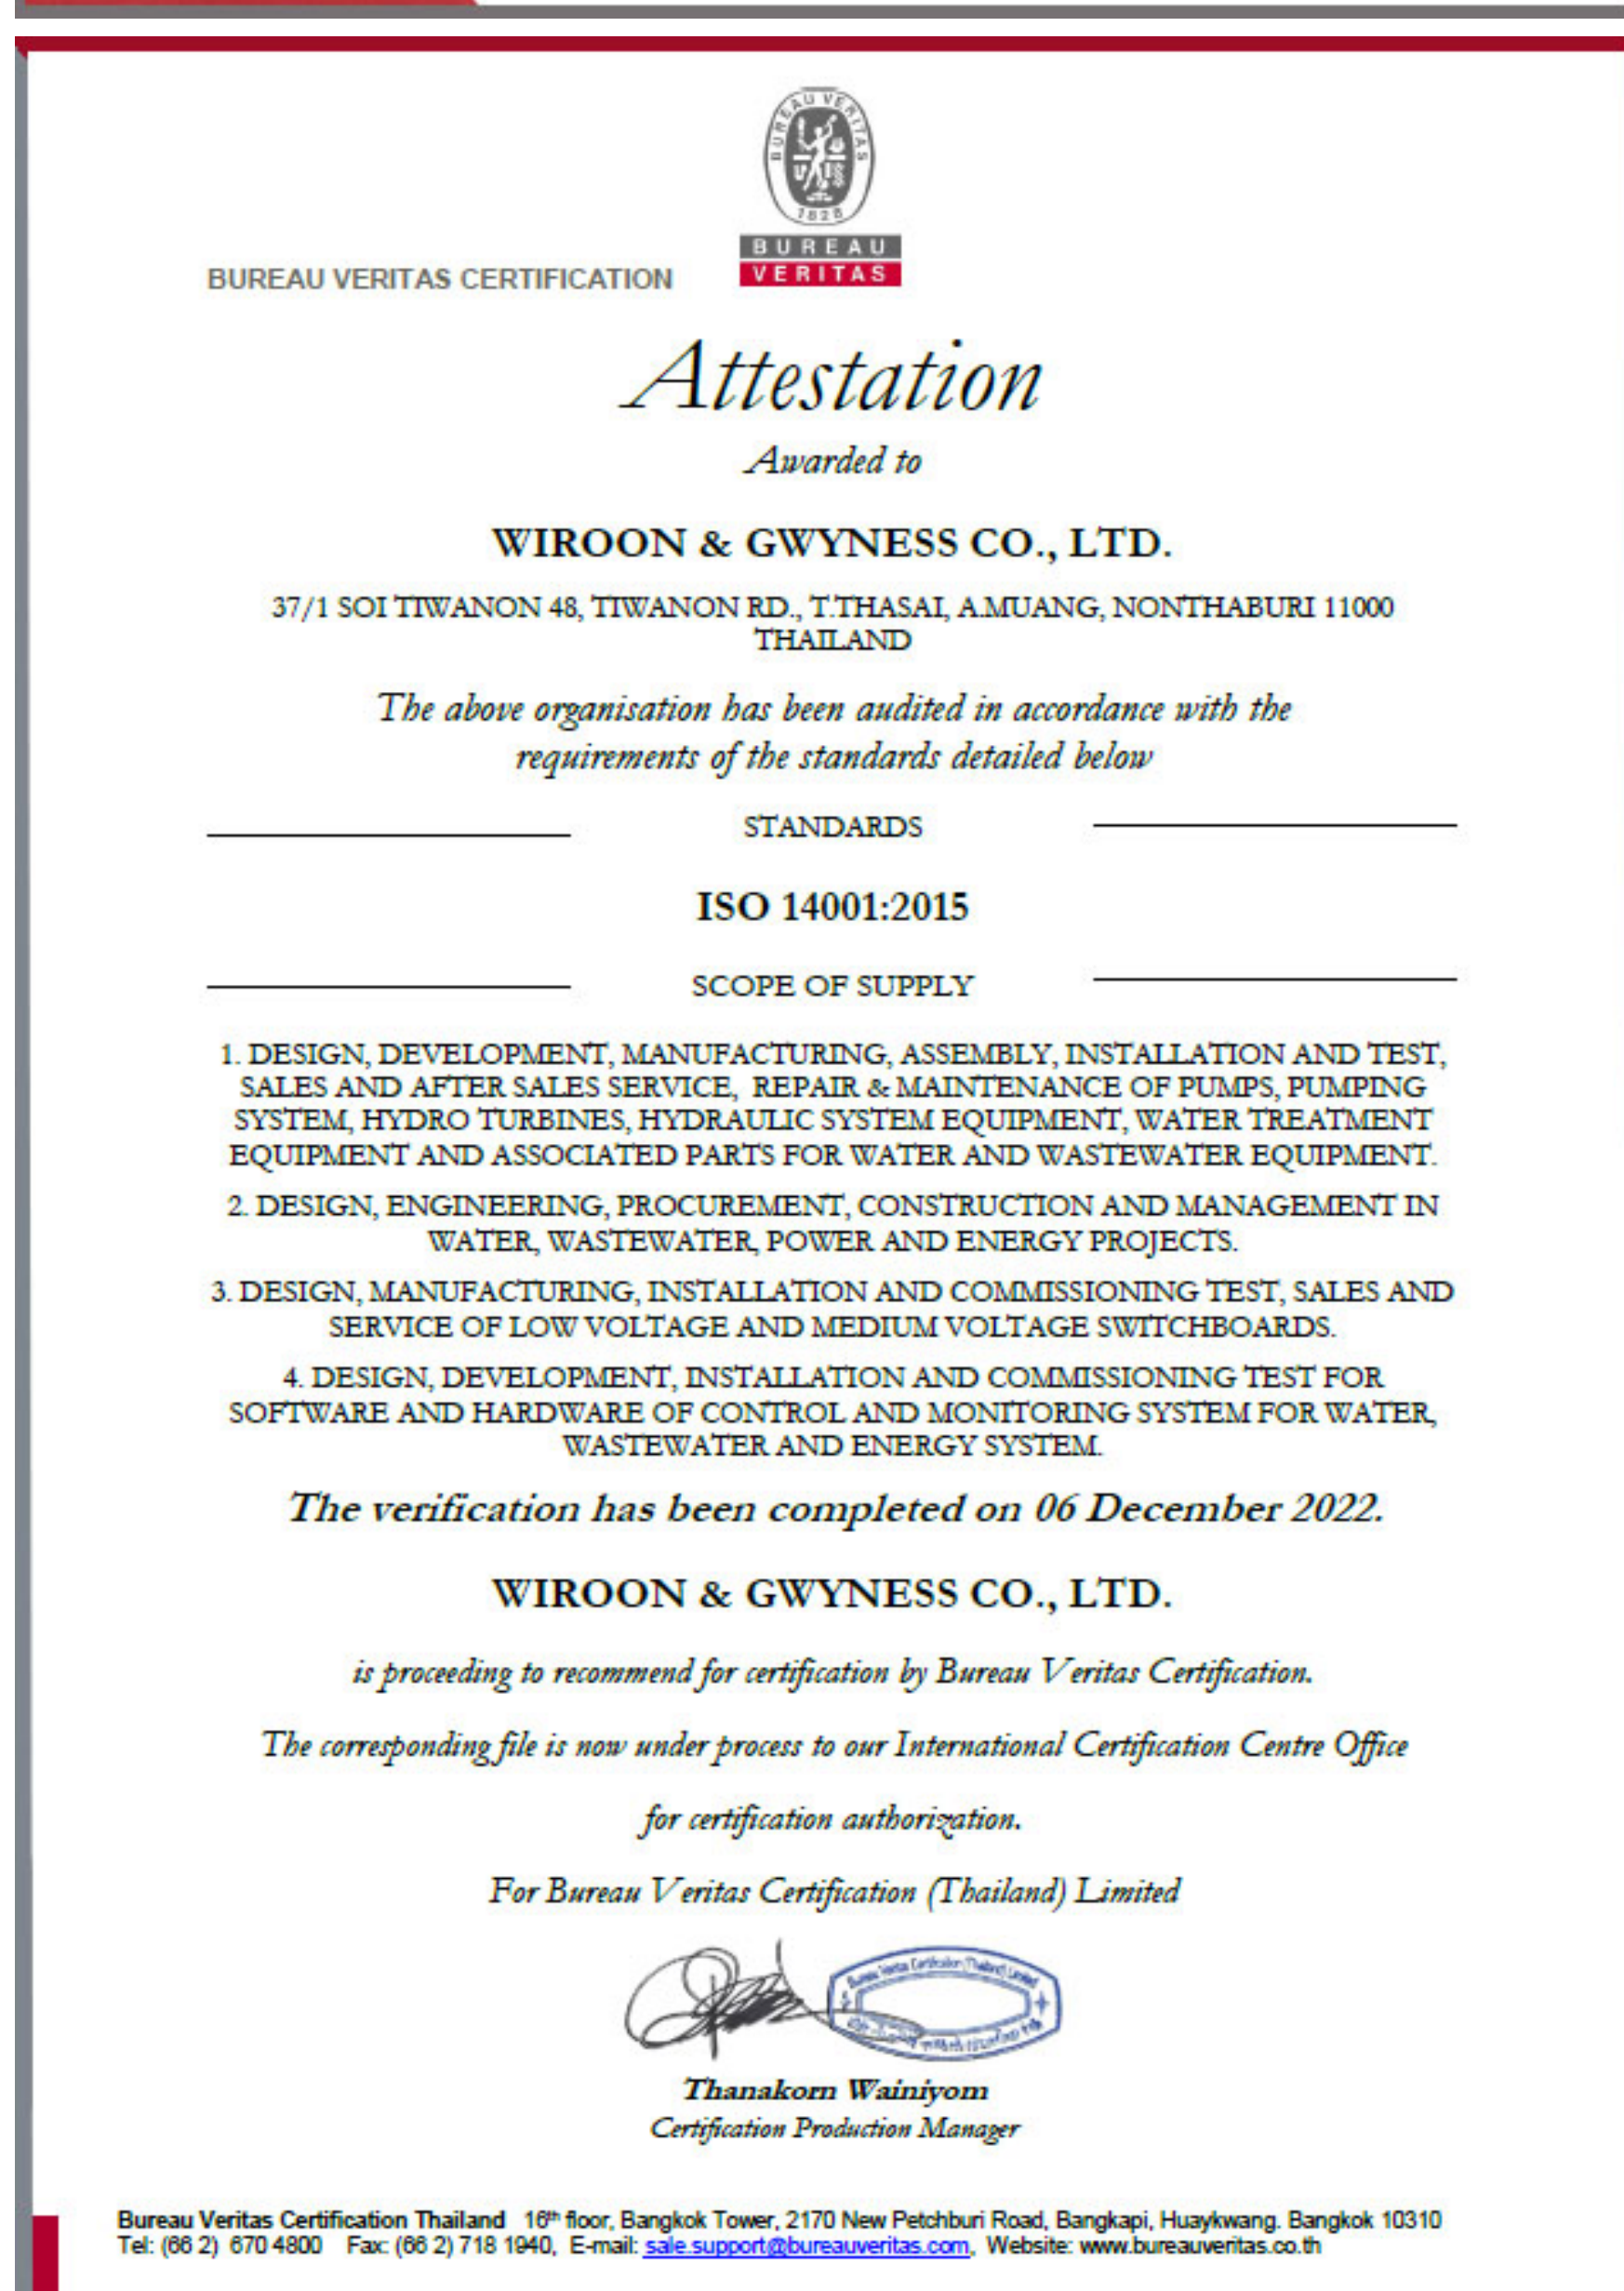 BUREAU VERITAS
1828
BUREAU
VERITAS
BUREAU VERITAS CERTIFICATION
Attestation
Awarded to
WIROON & GWYNESS CO., LTD.
37/1 SOI TIWANON 48, TIWANON RD., T.THASAI, A.MUANG, NONTHABURI 11000
THAILAND
The above organisation has been audited in accordance with the
requirements of the standards detailed below
STANDARDS
ISO 14001:2015
SCOPE OF SUPPLY
1. DESIGN, DEVELOPMENT, MANUFACTURING, ASSEMBLY, INSTALLATION AND TEST,
SALES AND AFTER SALES SERVICE, REPAIR & MAINTENANCE OF PUMPS, PUMPING
SYSTEM, HYDRO TURBINES, HYDRAULIC SYSTEM EQUIPMENT, WATER TREATMENT
EQUIPMENT AND ASSOCIATED PARTS FOR WATER AND WASTEWATER EQUIPMENT.
2. DESIGN, ENGINEERING, PROCUREMENT, CONSTRUCTION AND MANAGEMENT IN
WATER, WASTEWATER, POWER AND ENERGY PROJECTS.
3. DESIGN, MANUFACTURING, INSTALLATION AND COMMISSIONING TEST, SALES AND
SERVICE OF LOW VOLTAGE AND MEDIUM VOLTAGE SWITCHBOARDS.
4. DESIGN, DEVELOPMENT, INSTALLATION AND COMMISSIONING TEST FOR
SOFTWARE AND HARDWARE OF CONTROL AND MONITORING SYSTEM FOR WATER,
WASTEWATER AND ENERGY SYSTEM.
The verification has been completed on 06 December 2022.
WIROON & GWYNESS CO., LTD.
is proceeding to recommend for certification by Bureau Veritas Certification.
The corresponding file is now under process to our International Certification Centre Office
for certification authorization.
For Bureau Veritas Certification (Thailand) Limited
Bureau Veritas Certification (Thailand) Limited
Thanakorn Wainiyom
Certification Production Manager
Bureau Veritas Certification Thailand 16th floor, Bangkok Tower, 2170 New Petchburi Road, Bangkapi, Huaykwang. Bangkok 10310
Tel: (66 2) 670 4800 Fax: (66 2) 718 1940, E-mail: sale.support@bureauveritas.com, Website: www.bureauveritas.co.th